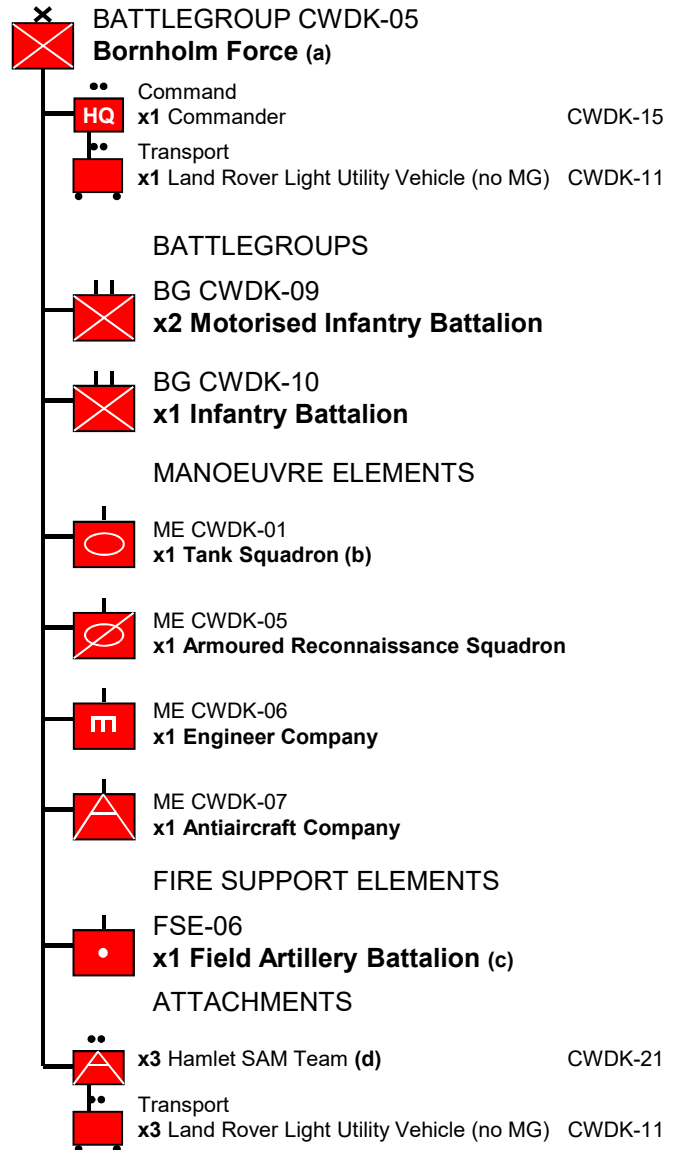 BATTLEGROUP CWDK-05
Bornholm Force (a)
Command
HQ x1 Commander CWDK-15
Transport
x1 Land Rover Light Utility Vehicle (no MG) CWDK-11
BATTLEGROUPS
BG CWDK-09
x2 Motorised Infantry Battalion
BG CWDK-10
x1 Infantry Battalion
MANOEUVRE ELEMENTS
ME CWDK-01
x1 Tank Squadron (b)
ME CWDK-05
x1 Armoured Reconnaissance Squadron
ME CWDK-06
x1 Engineer Company
ME CWDK-07
x1 Antiaircraft Company
FIRE SUPPORT ELEMENTS
FSE-06
x1 Field Artillery Battalion (c)
ATTACHMENTS
x3 Hamlet SAM Team (d) CWDK-21
Transport
x3 Land Rover Light Utility Vehicle (no MG) CWDK-11